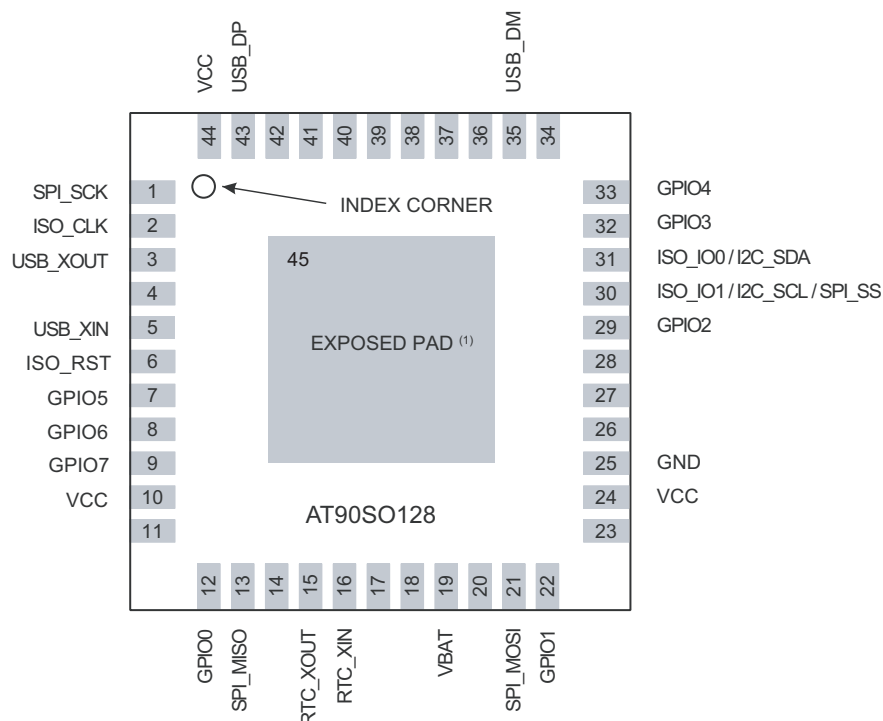 VCC
USB_DP
USB_DM
44 43 42 41 40 39 38 37 36 35 34
SPI_SCK 1
ISO_CLK 2
USB_XOUT 3
4
USB_XIN 5
ISO_RST 6
GPIO5 7
GPIO6 8
GPIO7 9
VCC 10
11
INDEX CORNER
45
EXPOSED PAD (1)
AT90SO128
33 GPIO4
32 GPIO3
31 ISO_IO0 / I2C_SDA
30 ISO_IO1 / I2C_SCL / SPI_SS
29 GPIO2
28
27
26
25 GND
24 VCC
23
12 13 14 15 16 17 18 19 20 21 22
GPIO0
SPI_MISO
RTC_XOUT
RTC_XIN
VBAT
SPI_MOSI
GPIO1